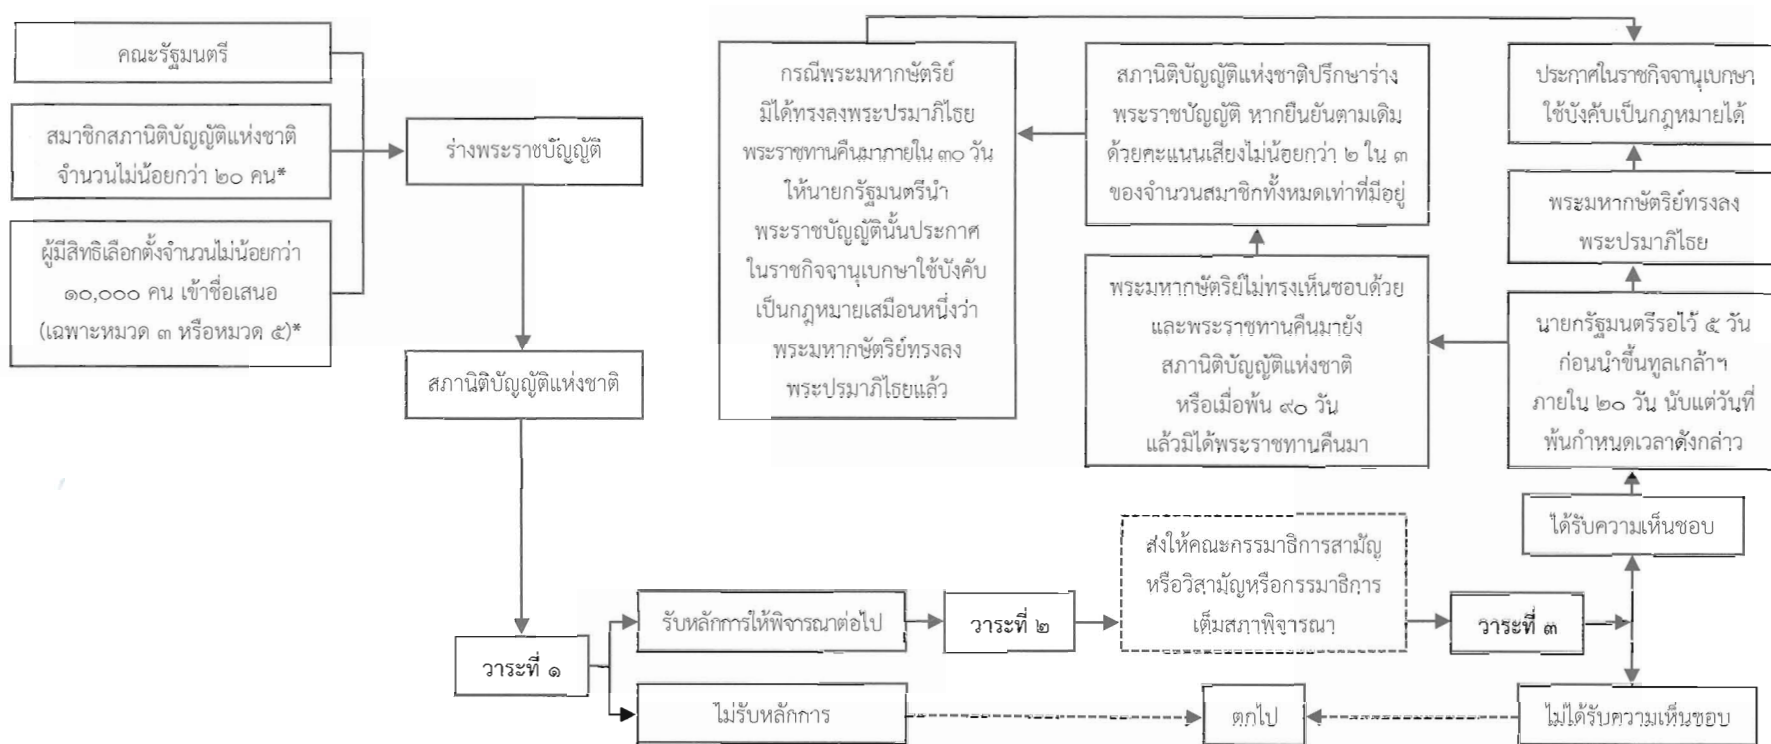 คณะรัฐมนตรี
สมาชิกสภานิติบัญญัติแห่งชาติ
จำนวนไม่น้อยกว่า ๒๐ คน*
ผู้มีสิทธิเลือกตั้งจำนวนไม่น้อยกว่า
๑๐,๐๐๐ คน เข้าชื่อเสนอ
(เฉพาะหมวด ๓ หรือหมวด ๕)*
ร่างพระราชบัญญัติ
สภานิติบัญญัติแห่งชาติ
วาระที่ ๑
รับหลักการให้พิจารณาต่อไป
ไม่รับหลักการ
วาระที่ ๒
ส่งให้คณะกรรมาธิการสามัญ
หรือวิสามัญหรือกรรมาธิการ
เต็มสภาพิจารณา
วาระที่ ๓
ตกไป
ไม่ได้รับความเห็นชอบ
ได้รับความเห็นชอบ
นายกรัฐมนตรีรอไว้ ๕ วัน
ก่อนนำขึ้นทูลเกล้าฯ
ภายใน ๒๐ วัน นับแต่วันที่
พ้นกำหนดเวลาดังกล่าว
พระมหากษัตริย์ทรงลง
พระปรมาภิไธย
ประกาศในราชกิจจานุเบกษา
ใช้บังคับเป็นกฎหมายได้
พระมหากษัตริย์ไม่ทรงเห็นชอบด้วย
และพระราชทานคืนมายัง
สภานิติบัญญัติแห่งชาติ
หรือเมื่อพ้น ๙๐ วัน
แล้วมิได้พระราชทานคืนมา
สภานิติบัญญัติแห่งชาติปรึกษาร่าง
พระราชบัญญัติ หากยืนยันตามเดิม
ด้วยคะแนนเสียงไม่น้อยกว่า ๒ ใน ๓
ของจำนวนสมาชิกทั้งหมดเท่าที่มีอยู่
กรณีพระมหากษัตริย์
มิได้ทรงลงพระปรมาภิไธย
พระราชทานคืนมาภายใน ๓๐ วัน
ให้นายกรัฐมนตรีนำ
พระราชบัญญัตินั้นประกาศ
ในราชกิจจานุเบกษาใช้บังคับ
เป็นกฎหมายเสมือนหนึ่งว่า
พระมหากษัตริย์ทรงลง
พระปรมาภิไธยแล้ว